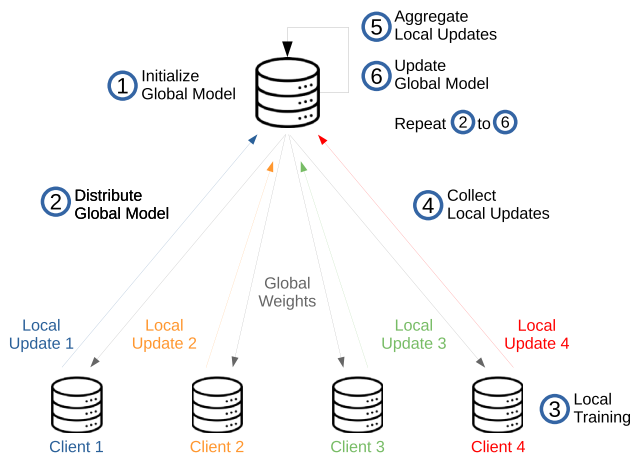 5 Aggregate
Local Updates
1 Initialize
Global Model
6 Update
Global Model
Repeat 2 to 6
2 Distribute
Global Model
4 Collect
Local Updates
Global
Weights
Local
Update 1
Local
Update 2
Local
Update 3
Local
Update 4
3 Local
Training
Client 1
Client 2
Client 3
Client 4